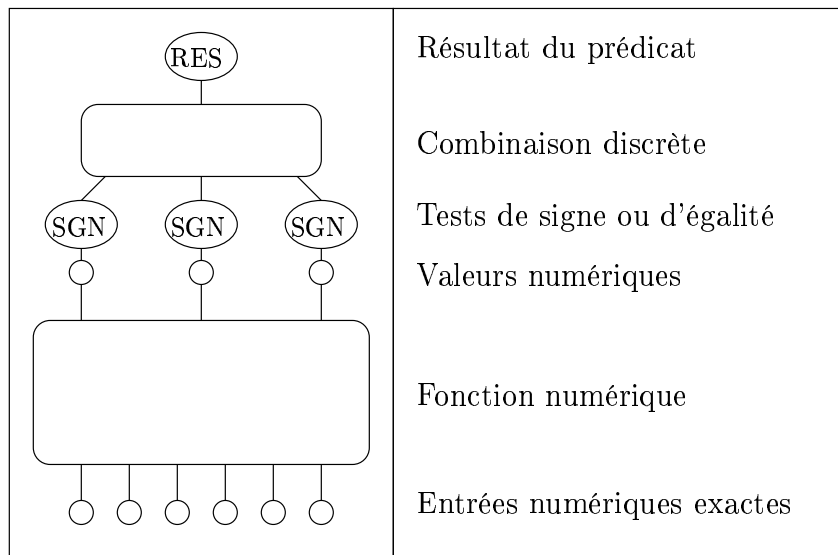 RES
Résultat du prédicat
Combinaison discrète
SGN SGN SGN
Tests de signe ou d'égalité
Valeurs numériques
Fonction numérique
Entrées numériques exactes